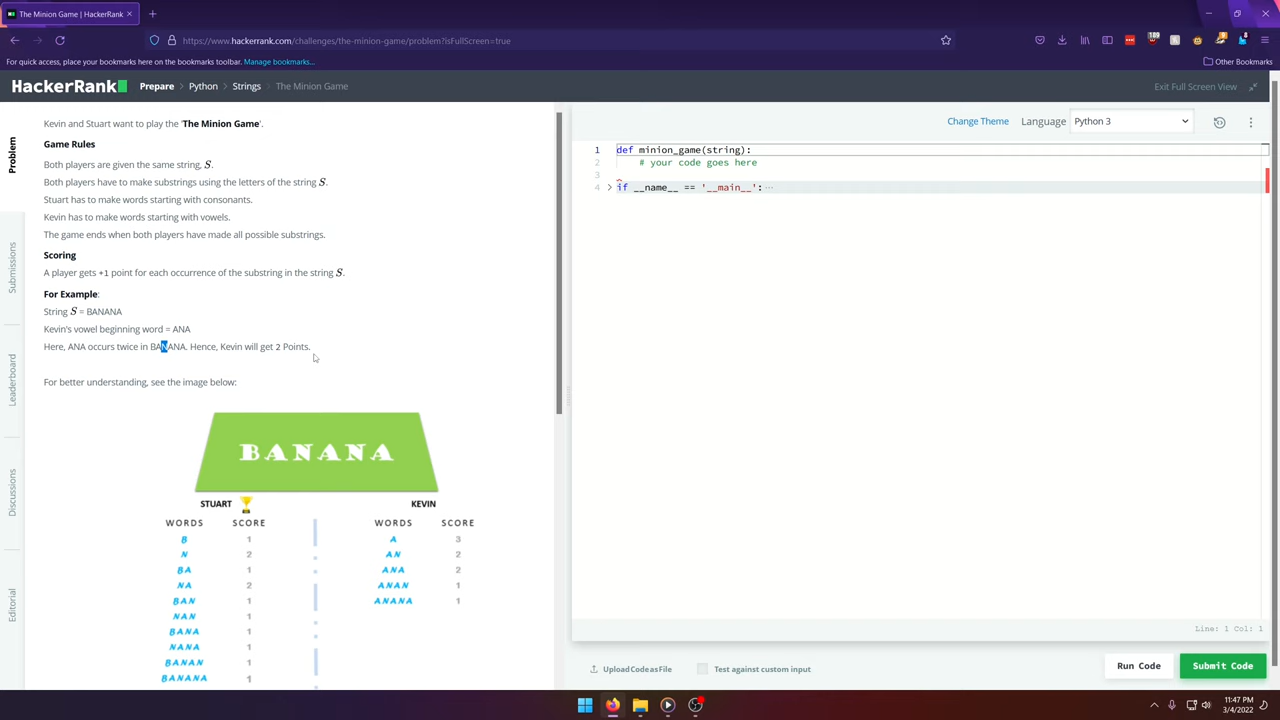 The Minion Game | HackerRank
https://www.hackerrank.com/challenges/the-minion-game/problem?isFullScreen=true
189
For quick access, place your bookmarks here on the bookmarks toolbar. Manage bookmarks...
Other Bookmarks
HackerRank
Prepare > Python > Strings > The Minion Game
Exit Full Screen View
Problem
Submissions
Leaderboard
Discussions
Editorial
Kevin and Stuart want to play the 'The Minion Game'.
Game Rules
Both players are given the same string, S.
Both players have to make substrings using the letters of the string S.
Stuart has to make words starting with consonants.
Kevin has to make words starting with vowels.
The game ends when both players have made all possible substrings.
Scoring
A player gets +1 point for each occurrence of the substring in the string S.
For Example:
String S = BANANA
Kevin's vowel beginning word = ANA
Here, ANA occurs twice in BANANA. Hence, Kevin will get 2 Points.
For better understanding, see the image below:
BANANA
STUART KEVIN
WORDS SCORE WORDS SCORE
B 1 A 3
N 2 AN 2
BA 1 ANA 2
NA 2 ANAN 1
BAN 1 ANANA 1
NAN 1
BANA 1
NANA 1
BANAN 1
BANANA 1
Change Theme Language Python 3
1 def minion_game(string):
2 # your code goes here
3
4 if __name__ == '__main__': ...
Line: 1 Col: 1
Upload Code as File
Test against custom input
Run Code
Submit Code
11:47 PM
3/4/2022